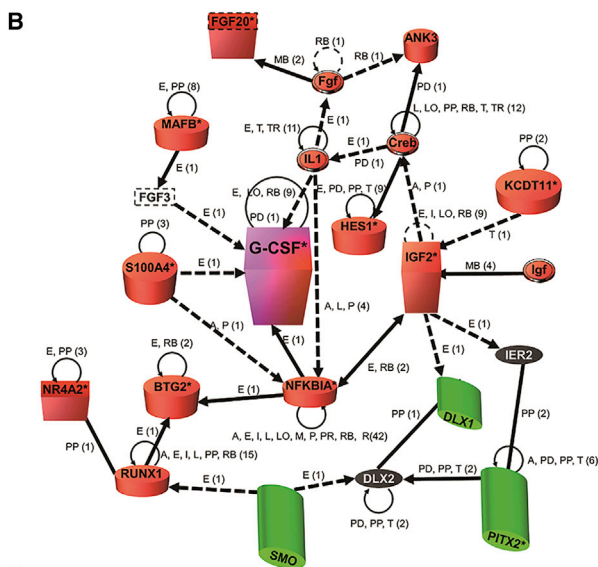 B
FGF20*
RB (1)
ANK3
MB (2)
RB (1)
Fgf
E, PP (8)
PD (1)
MAFB*
E (1)
L, LO, PP, RB, T, TR (12)
E, T, TR (11)
E (1)
Creb
PP (2)
IL1
PD (1)
E (1)
KCDT11*
FGF3
E, LO, RB (9)
E, PD, PP, T (9)
A, P (1)
E, I, LO, RB (9)
E (1)
PD (1)
HES1*
T (1)
PP (3)
G-CSF*
IGF2*
Igf
S100A4*
E (1)
MB (4)
A, L, P (4)
A, P (1)
E (1)
E (1)
E (1)
IER2
E, PP (3)
E, RB (2)
E, RB (2)
NR4A2*
BTG2*
E (1)
NFKBIA*
DLX1
PP (1)
PP (2)
E (1)
A, E, I, L, LO, M, P, PR, RB, R(42)
PP (1)
A, E, I, L, PP, RB (15)
A, PD, PP, T (6)
RUNX1
PD, PP, T (2)
E (1)
E (1)
DLX2
PD, PP, T (2)
PITX2*
SMO